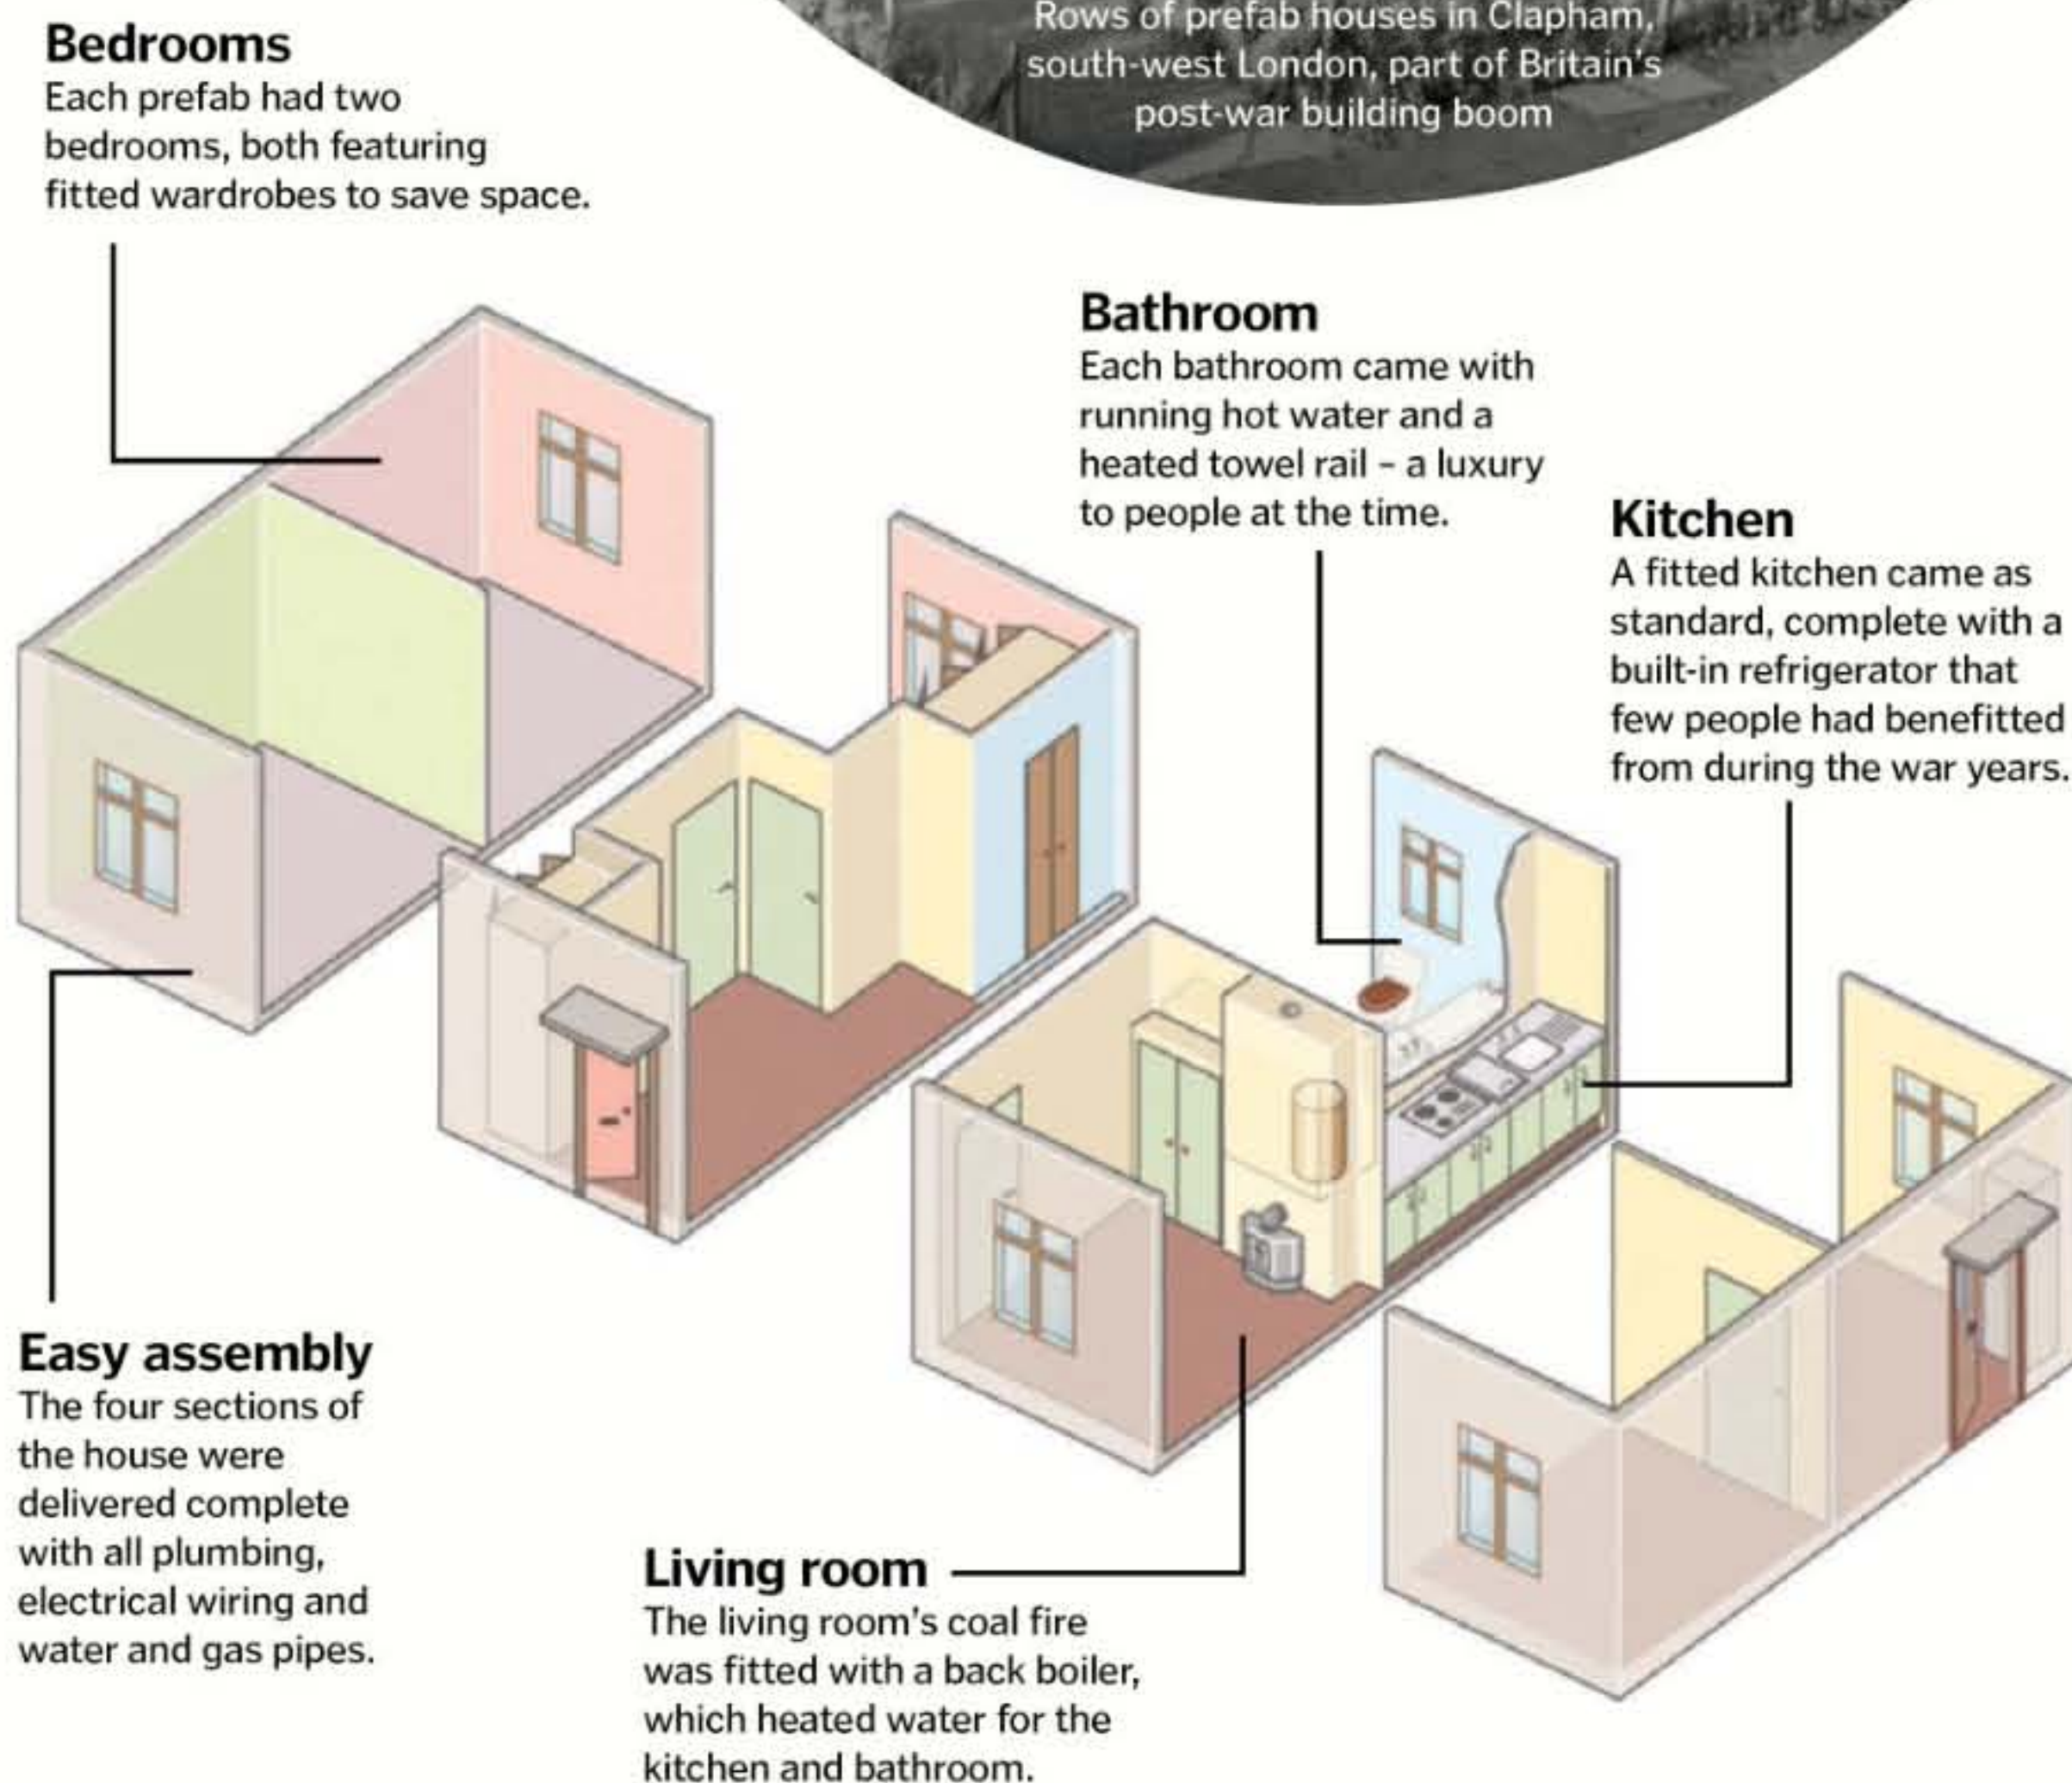 Rows of prefab houses in Clapham,
south-west London, part of Britain's
post-war building boom
Bedrooms
Each prefab had two
bedrooms, both featuring
fitted wardrobes to save space.
Bathroom
Each bathroom came with
running hot water and a
heated towel rail – a luxury
to people at the time.
Kitchen
A fitted kitchen came as
standard, complete with a
built-in refrigerator that
few people had benefitted
from during the war years.
Easy assembly
The four sections of
the house were
delivered complete
with all plumbing,
electrical wiring and
water and gas pipes.
Living room
The living room's coal fire
was fitted with a back boiler,
which heated water for the
kitchen and bathroom.